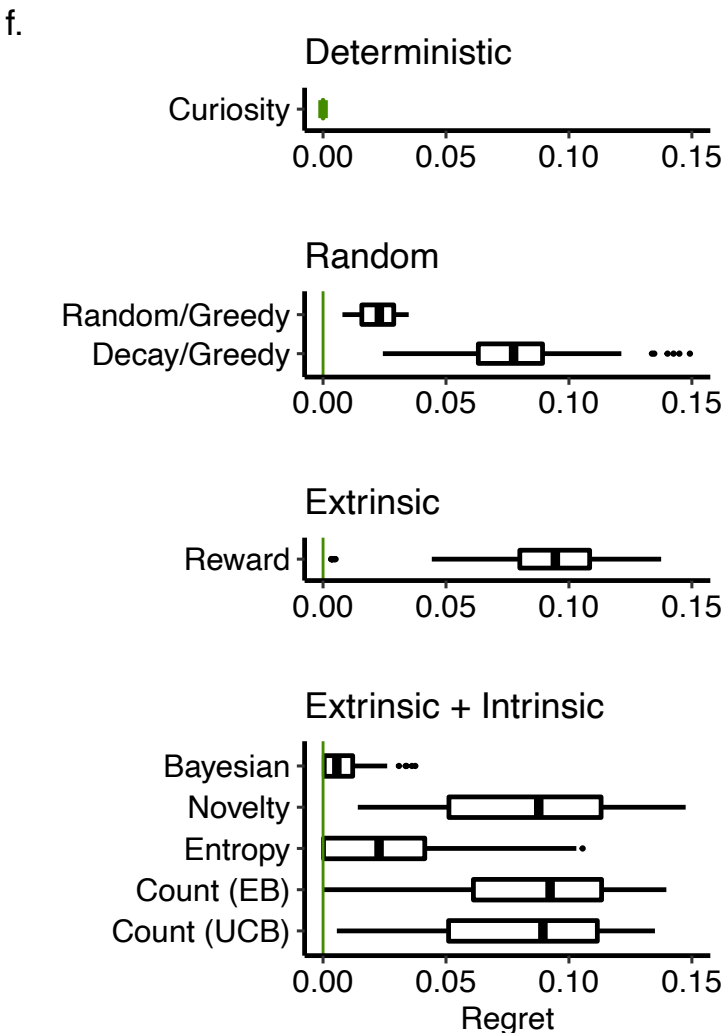 f.
Deterministic
Curiosity
0.00 0.05 0.10 0.15
Random
Random/Greedy
Decay/Greedy
0.00 0.05 0.10 0.15
Extrinsic
Reward
0.00 0.05 0.10 0.15
Extrinsic + Intrinsic
Bayesian
Novelty
Entropy
Count (EB)
Count (UCB)
0.00 0.05 0.10 0.15
Regret